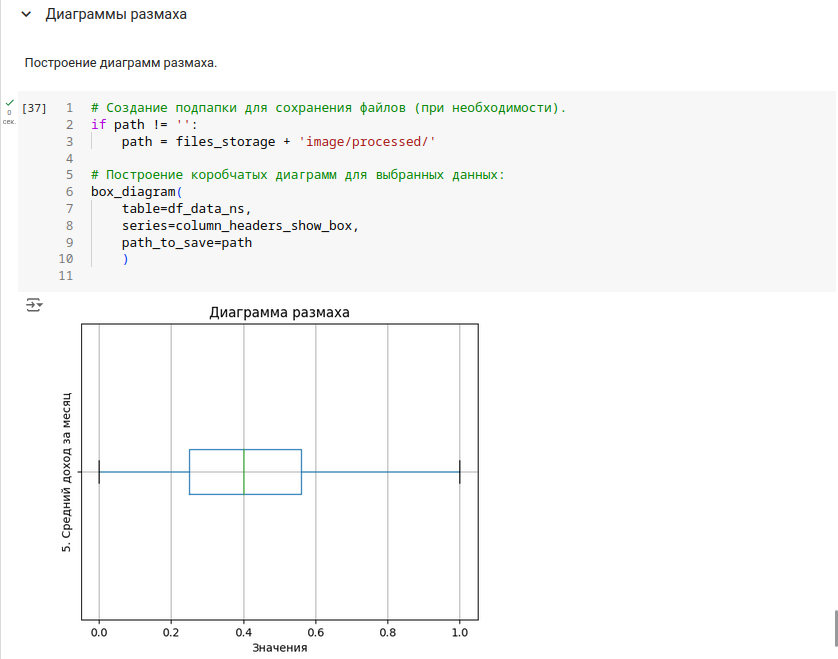 Диаграммы размаха
Построение диаграмм размаха.
0
сек.
[37]
1 # Создание подпапки для сохранения файлов (при необходимости).
2 if path != '':
3 path = files_storage + 'image/processed/'
4
5 # Построение коробчатых диаграмм для выбранных данных:
6 box_diagram(
7 table=df_data_ns,
8 series=column_headers_show_box,
9 path_to_save=path
10 )
11
Диаграмма размаха
5. Средний доход за месяц
0.0 0.2 0.4 0.6 0.8 1.0
Значения